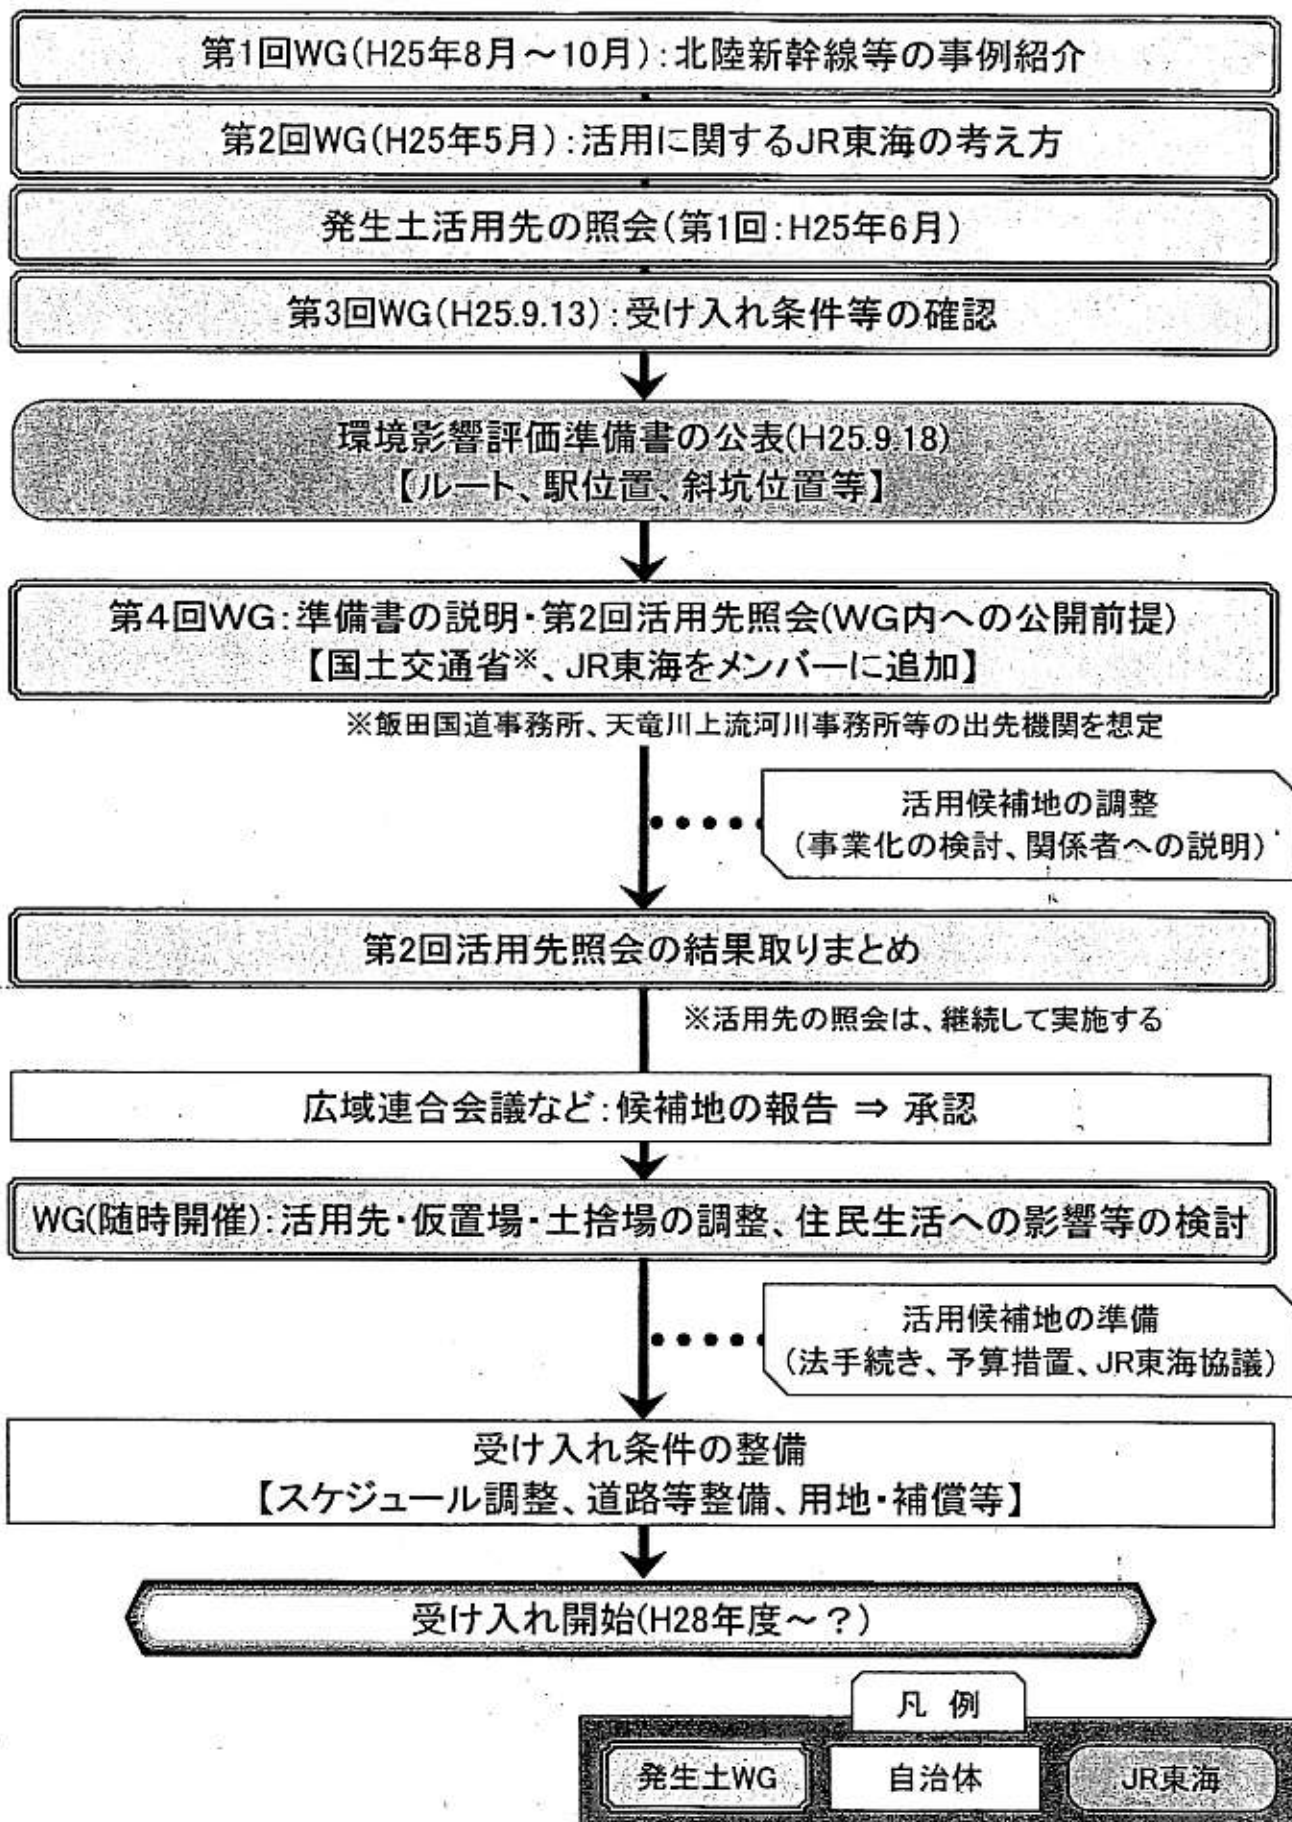 第1回WG(H25年8月～10月):北陸新幹線等の事例紹介
第2回WG(H25年5月):活用に関するJR東海の考え方
発生土活用先の照会(第1回:H25年6月)
第3回WG(H25.9.13):受け入れ条件等の確認
環境影響評価準備書の公表(H25.9.18)
【ルート、駅位置、斜坑位置等】
第4回WG:準備書の説明・第2回活用先照会(WG内への公開前提)
【国土交通省※、JR東海をメンバーに追加】
※飯田国道事務所、天竜川上流河川事務所等の出先機関を想定
活用候補地の調整
(事業化の検討、関係者への説明)
第2回活用先照会の結果取りまとめ
※活用先の照会は、継続して実施する
広域連合会議など:候補地の報告 ⇒ 承認
WG(随時開催):活用先・仮置場・土捨場の調整、住民生活への影響等の検討
活用候補地の準備
(法手続き、予算措置、JR東海協議)
受け入れ条件の整備
【スケジュール調整、道路等整備、用地・補償等】
受け入れ開始(H28年度～?)
凡 例
発生土WG
自治体
JR東海